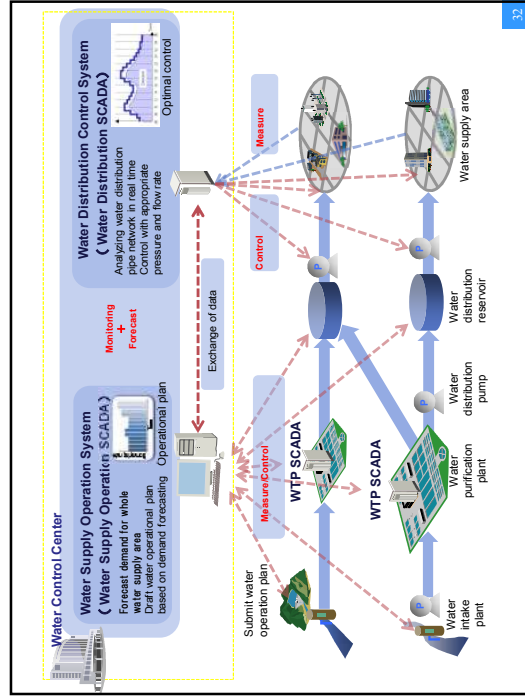 Water Control Center
Water Supply Operation System
( Water Supply Operation SCADA)
Forecast demand for whole
water supply area
Draft water operational plan
based on demand forecasting
Operational plan
Monitoring
+
Forecast
Water Distribution Control System
( Water Distribution SCADA)
Analyzing water distribution
pipe network in real time
Control with appropriate
pressure and flow rate
Optimal control
Exchange of data
Submit water
operation plan
Measure/Control
Control
Measure
WTP SCADA
P
WTP SCADA
P
P
P
Water
intake
plant
Water
purification
plant
Water
distribution
pump
Water
distribution
reservoir
Water supply area
32